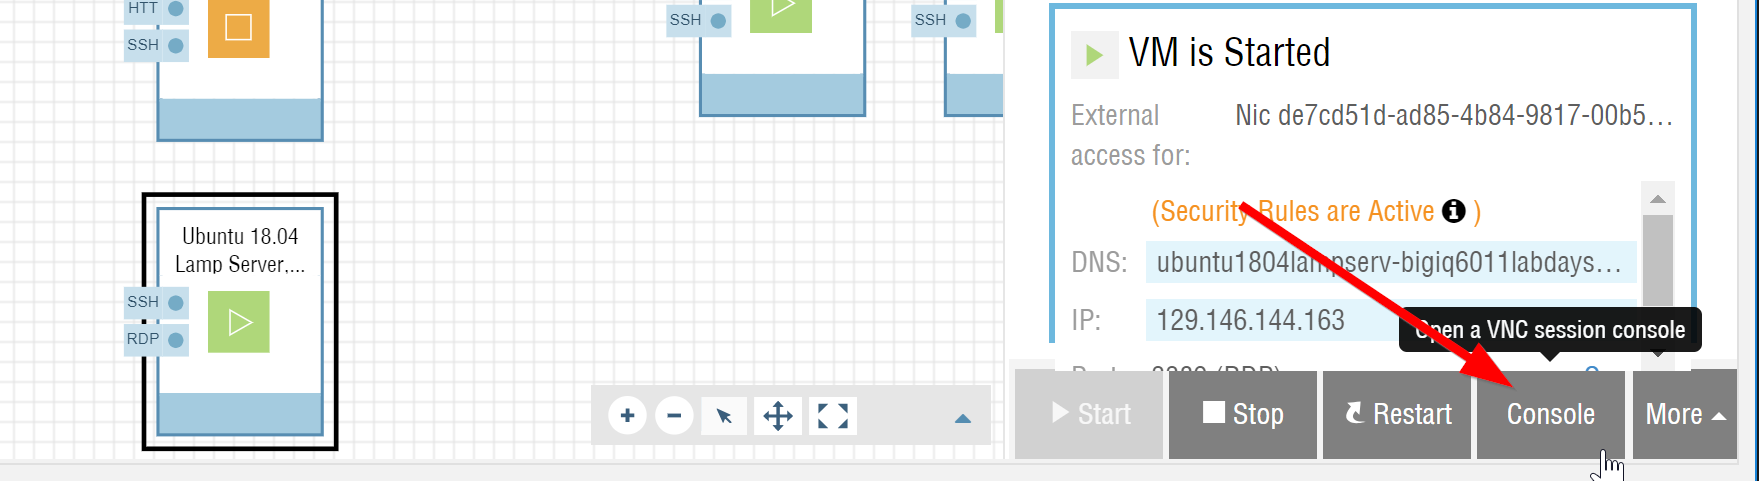 HTT
SSH
SSH
SSH
VM is Started
External access for:
Nic de7cd51d-ad85-4b84-9817-00b5...
(Security Rules are Active )
DNS: ubuntu1804lampserv-bigiq6011labdays...
IP: 129.146.144.163
Open a VNC session console
Ubuntu 18.04
Lamp Server,...
SSH
RDP
Start
Stop
Restart
Console
More